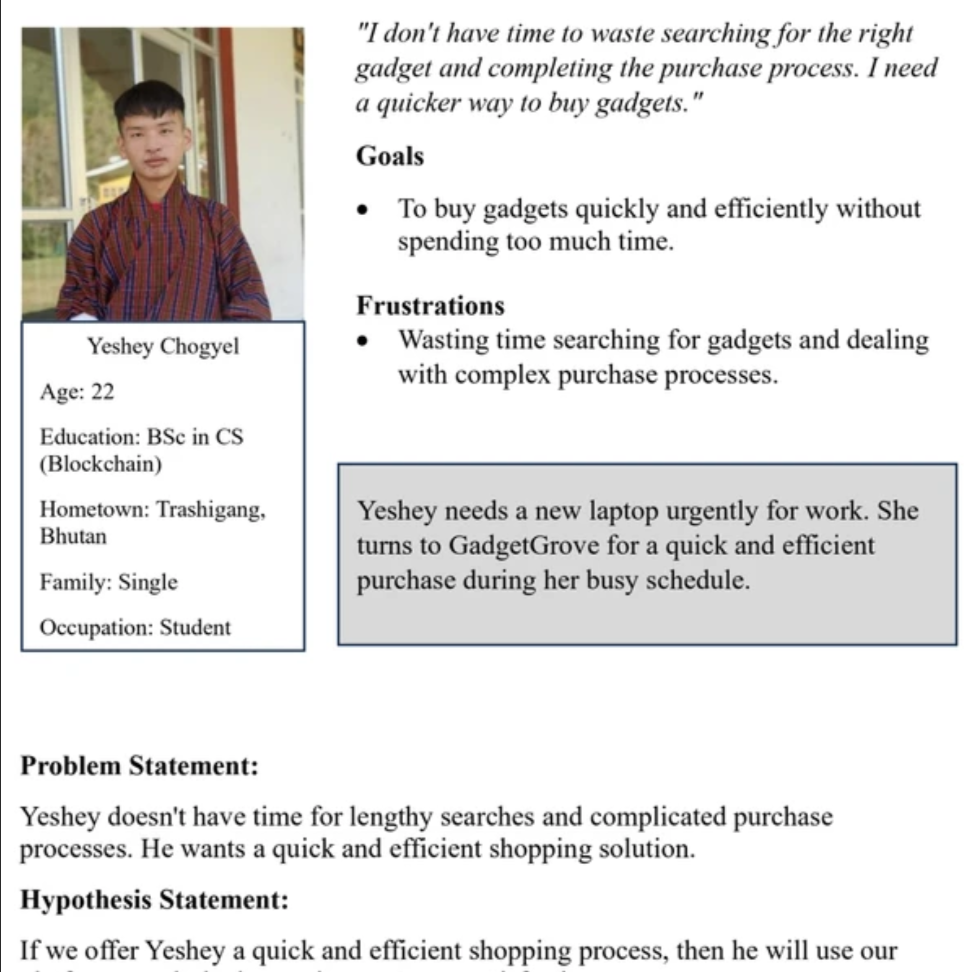 "I don't have time to waste searching for the right
gadget and completing the purchase process. I need
a quicker way to buy gadgets."
Goals
• To buy gadgets quickly and efficiently without
spending too much time.
Frustrations
• Wasting time searching for gadgets and dealing
with complex purchase processes.
Yeshey Chogyel
Age: 22
Education: BSc in CS
(Blockchain)
Hometown: Trashigang,
Bhutan
Family: Single
Occupation: Student
Yeshey needs a new laptop urgently for work. She
turns to GadgetGrove for a quick and efficient
purchase during her busy schedule.
Problem Statement:
Yeshey doesn't have time for lengthy searches and complicated purchase
processes. He wants a quick and efficient shopping solution.
Hypothesis Statement:
If we offer Yeshey a quick and efficient shopping process, then he will use our